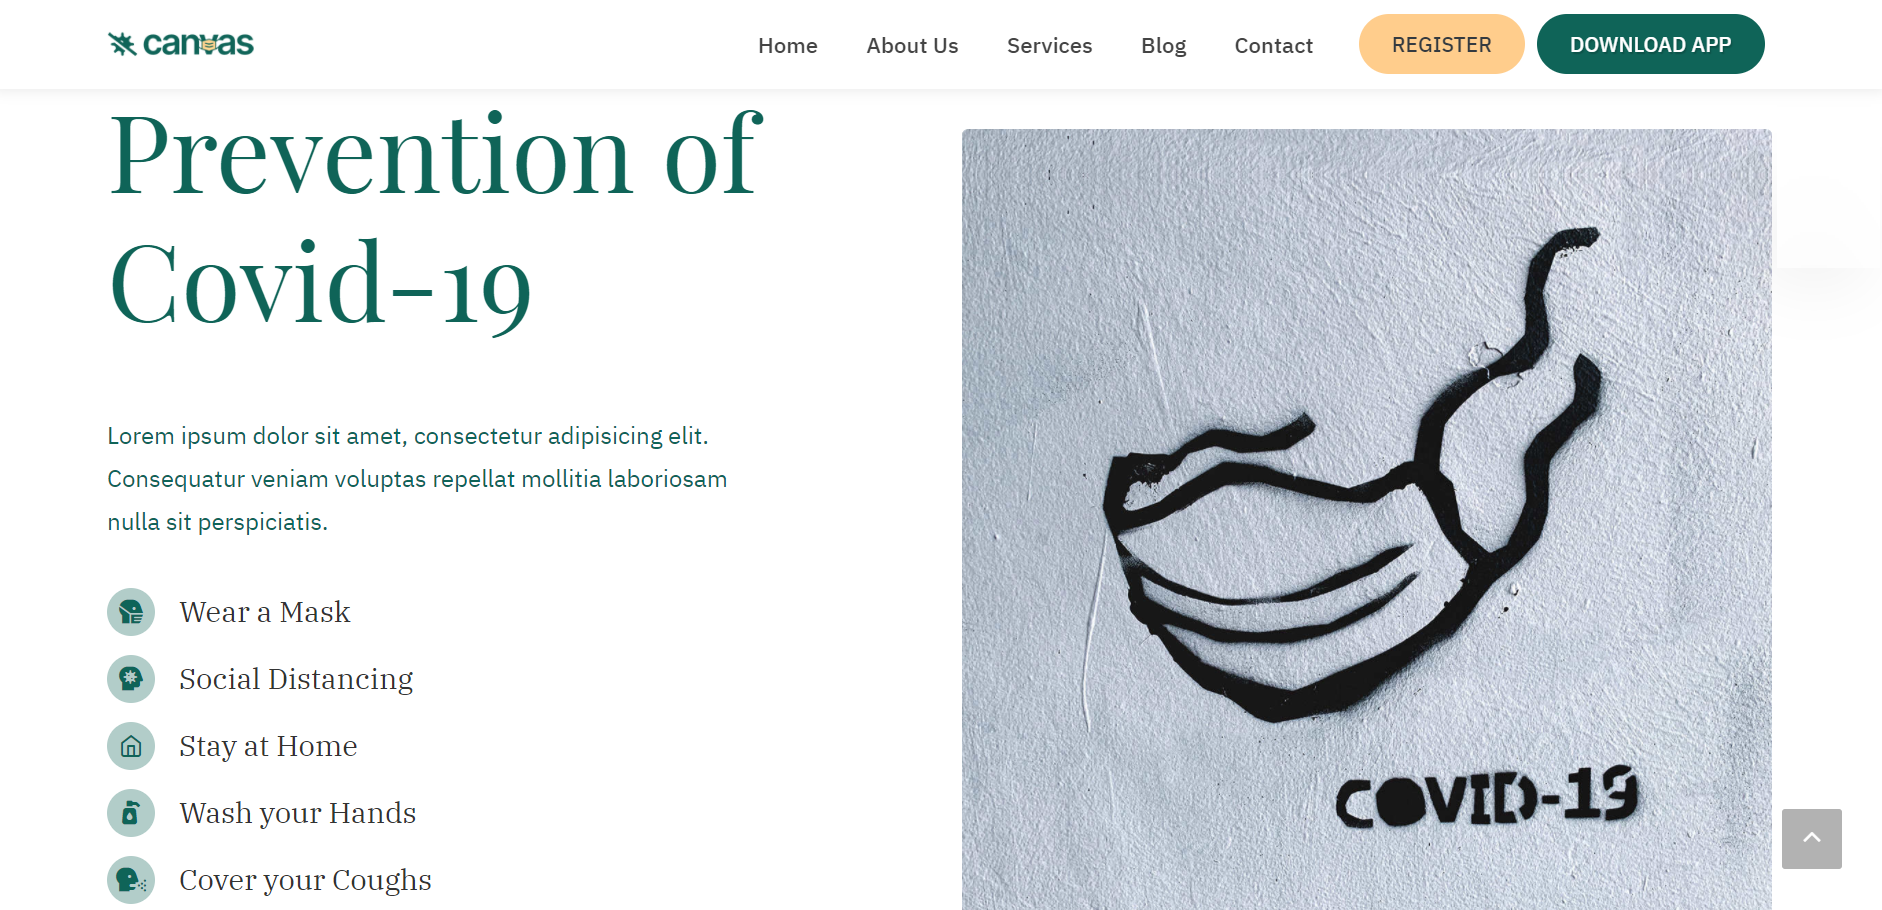 canvas
Home
About Us
Services
Blog
Contact
REGISTER
DOWNLOAD APP
Prevention of
Covid-19
Lorem ipsum dolor sit amet, consectetur adipisicing elit.
Consequatur veniam voluptas repellat mollitia laboriosam
nulla sit perspiciatis.
Wear a Mask
Social Distancing
Stay at Home
Wash your Hands
Cover your Coughs
COVID-19